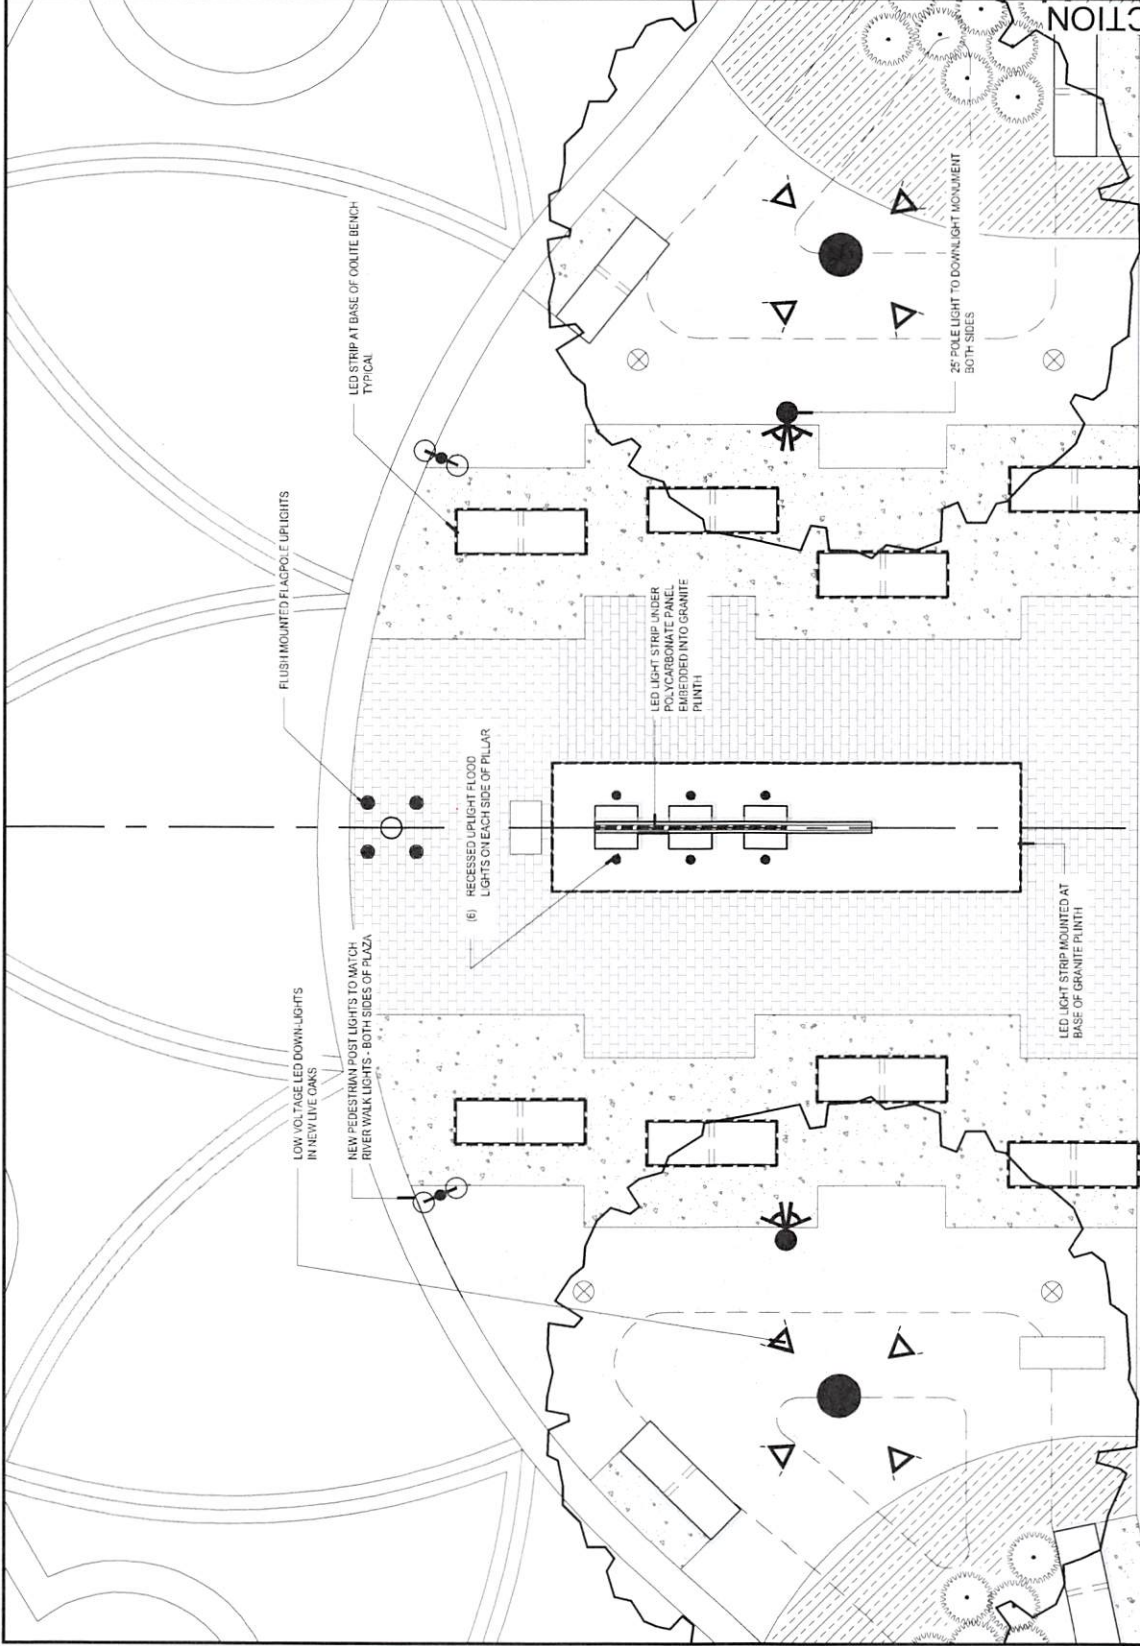 CTION
LED STRIP AT BASE OF OOLITE BENCH
TYPICAL
25' POLE LIGHT TO DOWNLIGHT MONUMENT
BOTH SIDES
FLUSH MOUNTED FLAGPOLE UPLIGHTS
LED LIGHT STRIP UNDER
POLYCARBONATE PANEL
EMBEDDED INTO GRANITE
PLINTH
(6) RECESSED UPLIGHT FLOOD
LIGHTS ON EACH SIDE OF PILLAR
LOW VOLTAGE LED DOWN-LIGHTS
IN NEW LIVE OAKS
NEW PEDESTRIAN POST LIGHTS TO MATCH
RIVER WALK LIGHTS - BOTH SIDES OF PLAZA
LED LIGHT STRIP MOUNTED AT
BASE OF GRANITE PLINTH